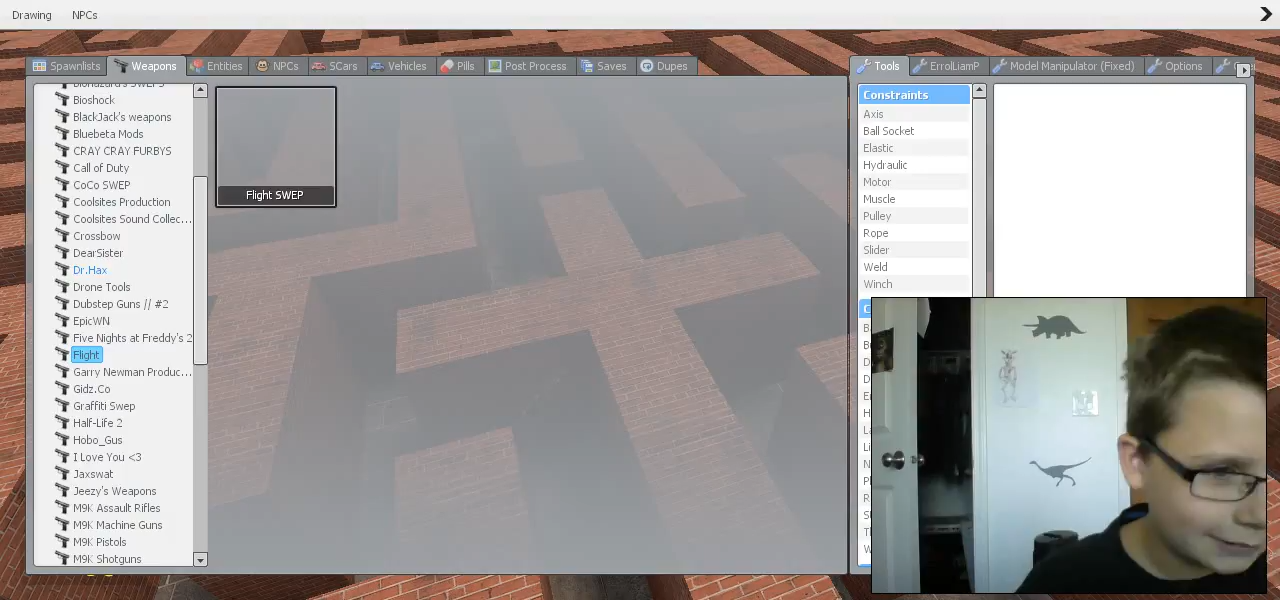 Drawing NPCs
Spawnlists Weapons Entities NPCs SCars Vehicles Pills Post Process Saves Dupes
Bioshock
BlackJack's weapons
Bluebeta Mods
CRAY CRAY FURBYS
Call of Duty
CoCo SWEP
Coolsites Production
Coolsites Sound Collec...
Crossbow
DearSister
Dr.Hax
Drone Tools
Dubstep Guns // #2
EpicWN
Five Nights at Freddy's 2
Flight
Garry Newman Produc...
Gidz.Co
Graffiti Swep
Half-Life 2
Hobo_Gus
I Love You <3
Jaxswat
Jeezy's Weapons
M9K Assault Rifles
M9K Machine Guns
M9K Pistols
M9K Shotguns
Flight SWEP
Tools ErrolLiamP Model Manipulator (Fixed) Options
Constraints
Axis
Ball Socket
Elastic
Hydraulic
Motor
Muscle
Pulley
Rope
Slider
Weld
Winch